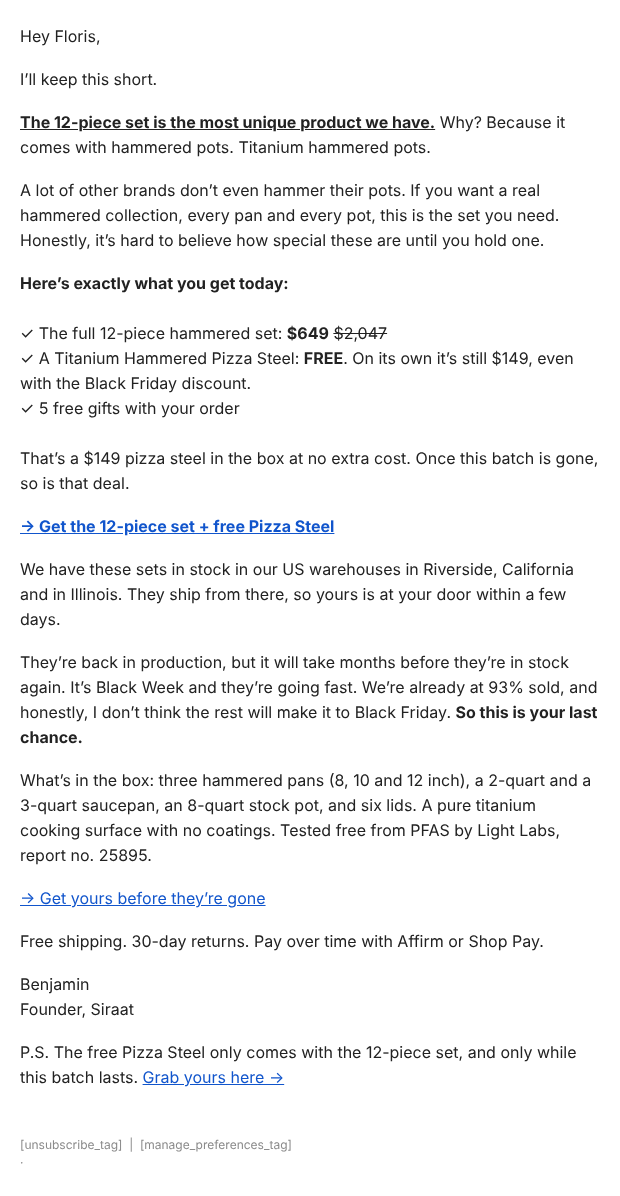 Hey Floris,
I’ll keep this short.
The 12-piece set is the most unique product we have. Why? Because it
comes with hammered pots. Titanium hammered pots.
A lot of other brands don’t even hammer their pots. If you want a real
hammered collection, every pan and every pot, this is the set you need.
Honestly, it’s hard to believe how special these are until you hold one.
Here’s exactly what you get today:
✓ The full 12-piece hammered set: $649 $2,047
✓ A Titanium Hammered Pizza Steel: FREE. On its own it’s still $149, even
with the Black Friday discount.
✓ 5 free gifts with your order
That’s a $149 pizza steel in the box at no extra cost. Once this batch is gone,
so is that deal.
→ Get the 12-piece set + free Pizza Steel
We have these sets in stock in our US warehouses in Riverside, California
and in Illinois. They ship from there, so yours is at your door within a few
days.
They’re back in production, but it will take months before they’re in stock
again. It’s Black Week and they’re going fast. We’re already at 93% sold, and
honestly, I don’t think the rest will make it to Black Friday. So this is your last
chance.
What’s in the box: three hammered pans (8, 10 and 12 inch), a 2-quart and a
3-quart saucepan, an 8-quart stock pot, and six lids. A pure titanium
cooking surface with no coatings. Tested free from PFAS by Light Labs,
report no. 25895.
→ Get yours before they’re gone
Free shipping. 30-day returns. Pay over time with Affirm or Shop Pay.
Benjamin
Founder, Siraat
P.S. The free Pizza Steel only comes with the 12-piece set, and only while
this batch lasts. Grab yours here →
[unsubscribe_tag] | [manage_preferences_tag]
.